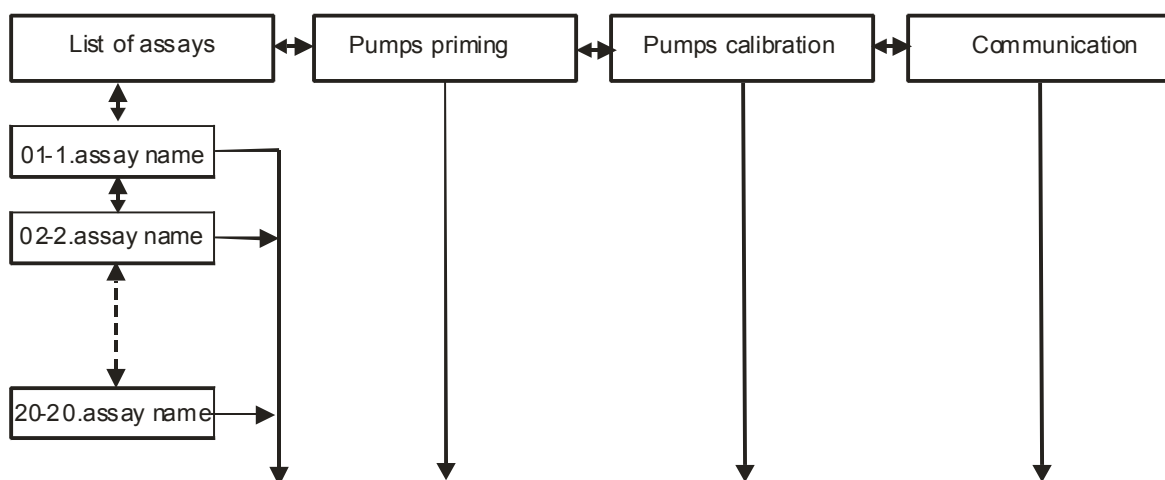 List of assays
Pumps priming
Pumps calibration
Communication
01-1.assay name
02-2.assay name
20-20.assay name